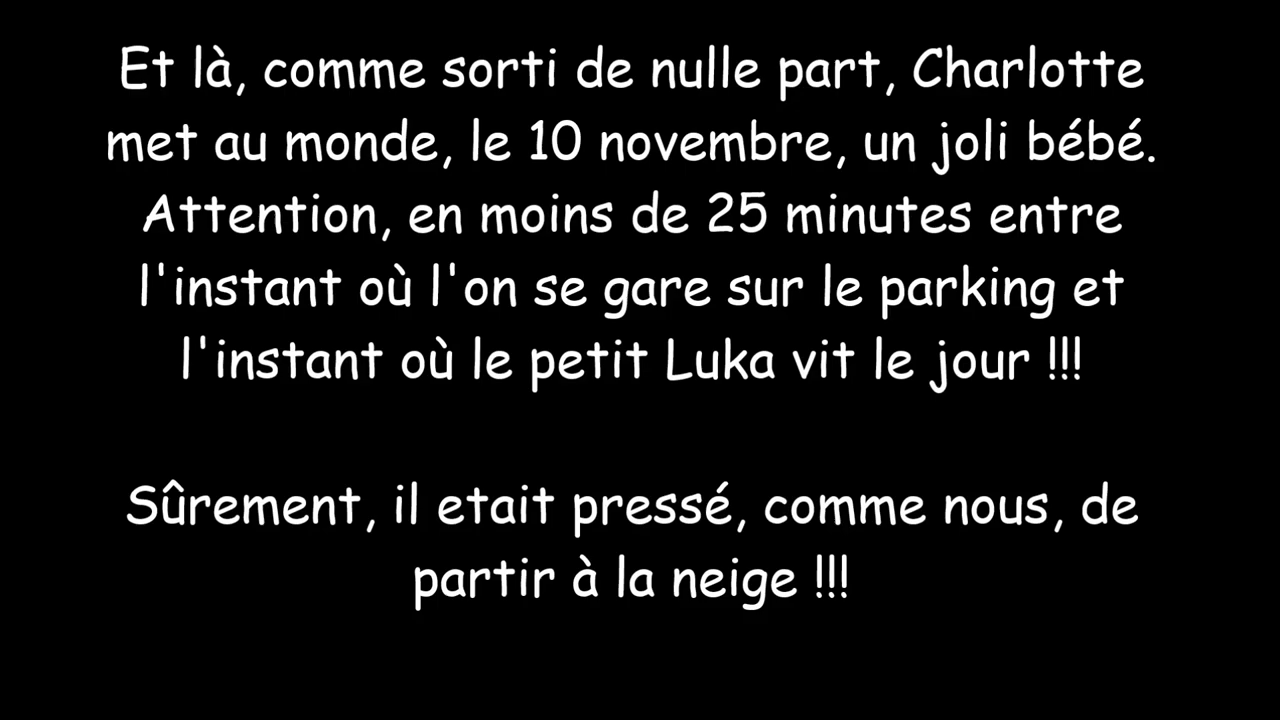 Et là, comme sorti de nulle part, Charlotte
met au monde, le 10 novembre, un joli bébé.
Attention, en moins de 25 minutes entre
l'instant où l'on se gare sur le parking et
l'instant où le petit Luka vit le jour !!!
Sûrement, il etait pressé, comme nous, de
partir à la neige !!!